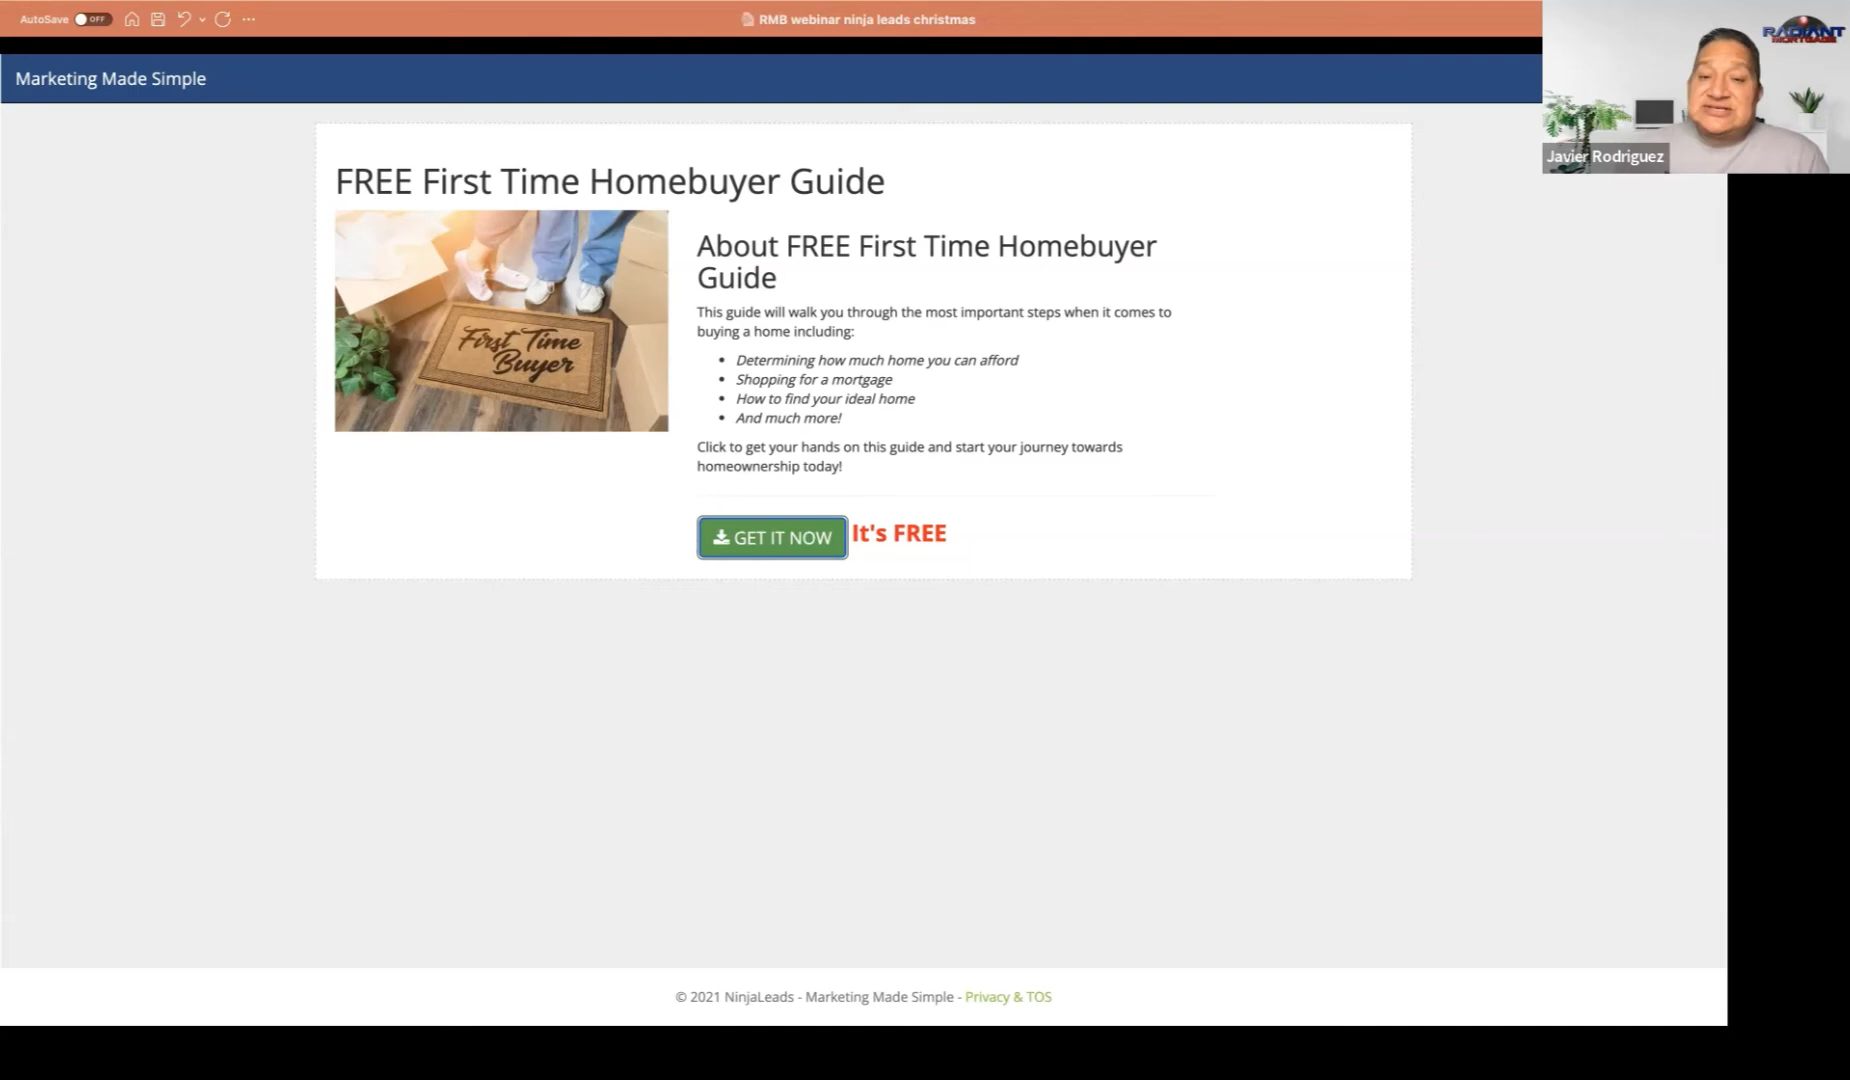 AutoSave OFF
RMB webinar ninja leads christmas
RADIANT
MORTGAGE
Javier Rodriguez
Marketing Made Simple
FREE First Time Homebuyer Guide
First Time
Buyer
About FREE First Time Homebuyer
Guide
This guide will walk you through the most important steps when it comes to
buying a home including:
• Determining how much home you can afford
• Shopping for a mortgage
• How to find your ideal home
• And much more!
Click to get your hands on this guide and start your journey towards
homeownership today!
GET IT NOW It's FREE
© 2021 NinjaLeads - Marketing Made Simple - Privacy & TOS